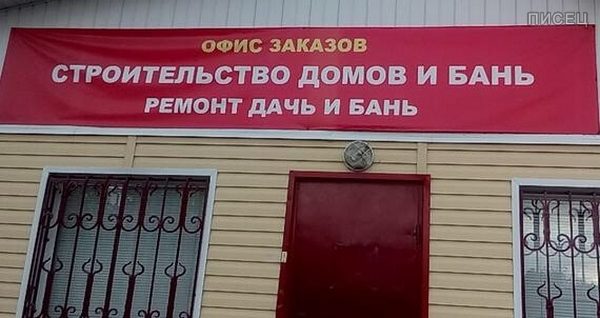 ПИСЕЦ
ОФИС ЗАКАЗОВ
СТРОИТЕЛЬСТВО ДОМОВ И БАНЬ
РЕМОНТ ДАЧЬ И БАНЬ